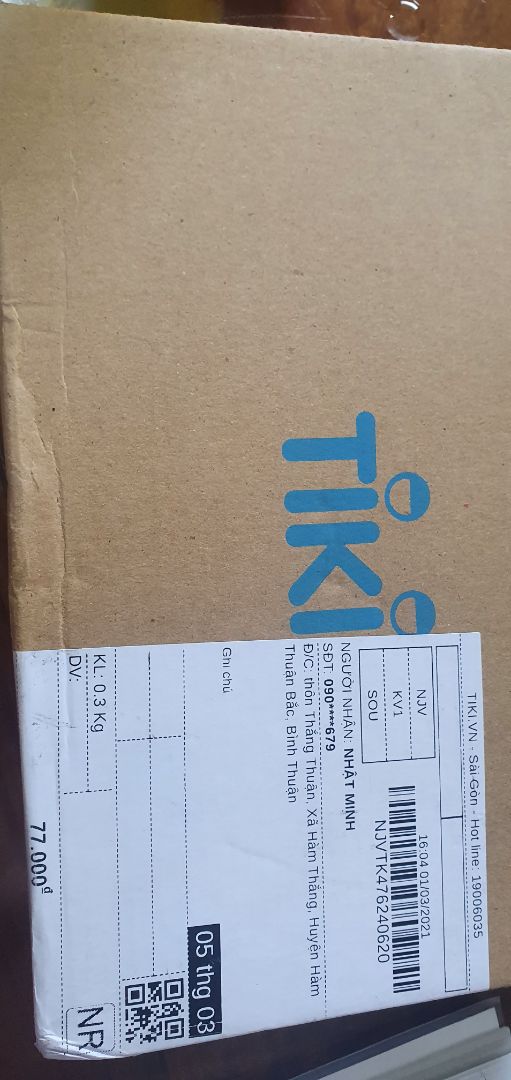 TiKi
TIKI.VN - Sài Gòn - Hot line: 19006035
NJV
KV1
SOU
16:04 01/03/2021
NJVTK476240620
NGƯỜI NHẬN: NHẬT MINH
SĐT: 090****679
Đ/C: thôn Thắng Thuận, Xã Hàm Thắng, Huyện Hàm
Thuận Bắc, Bình Thuận
Ghi chú
05 thg 03
KL: 0.3 Kg
DV:
NR
77.000đ